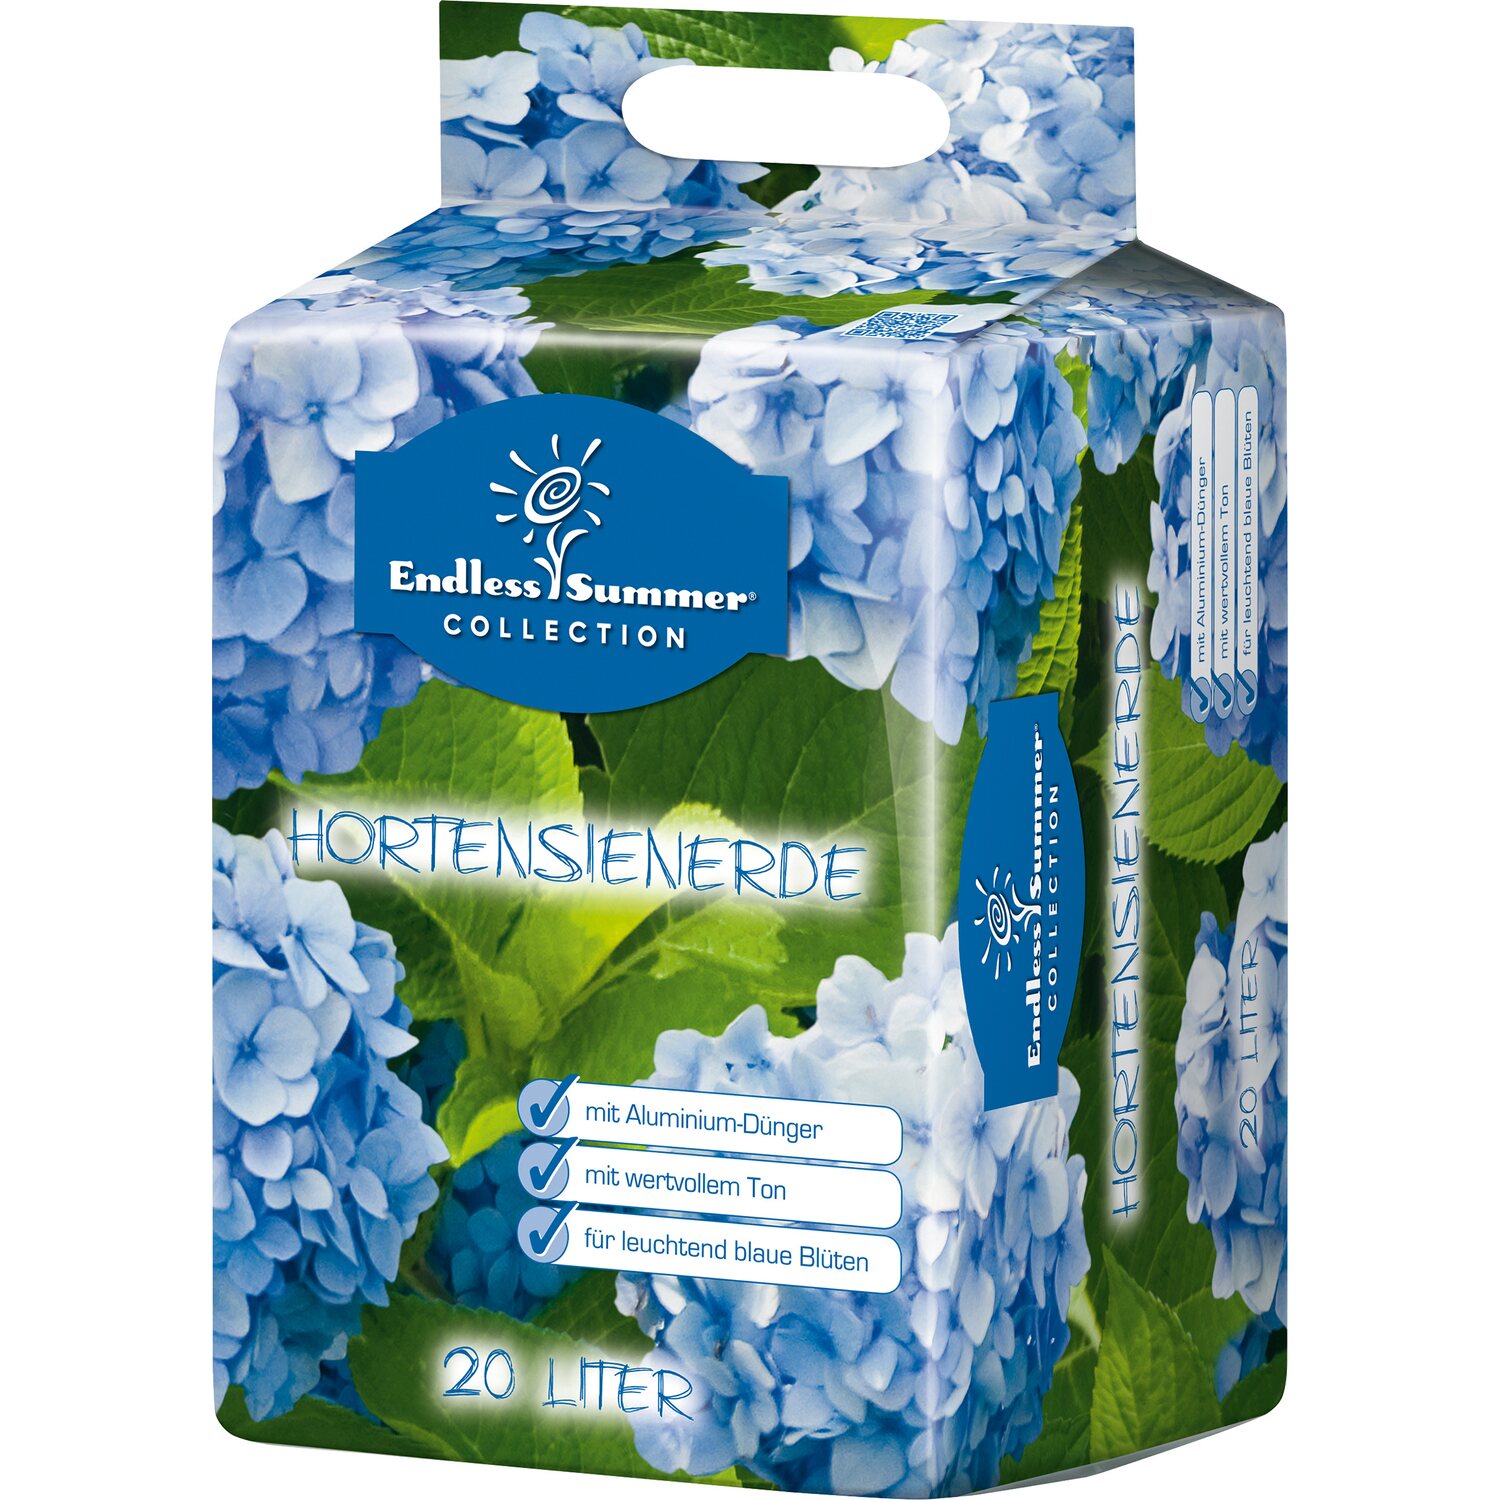 Endless Summer®
COLLECTION
HORTENSIENERDE
mit Aluminium-Dünger
mit wertvollem Ton
für leuchtend blaue Blüten
20 LITER
Endless Summer®
COLLECTION
HORTENSIENERDE
20 LITER
mit Aluminium-Dünger
mit wertvollem Ton
für leuchtend blaue Blüten